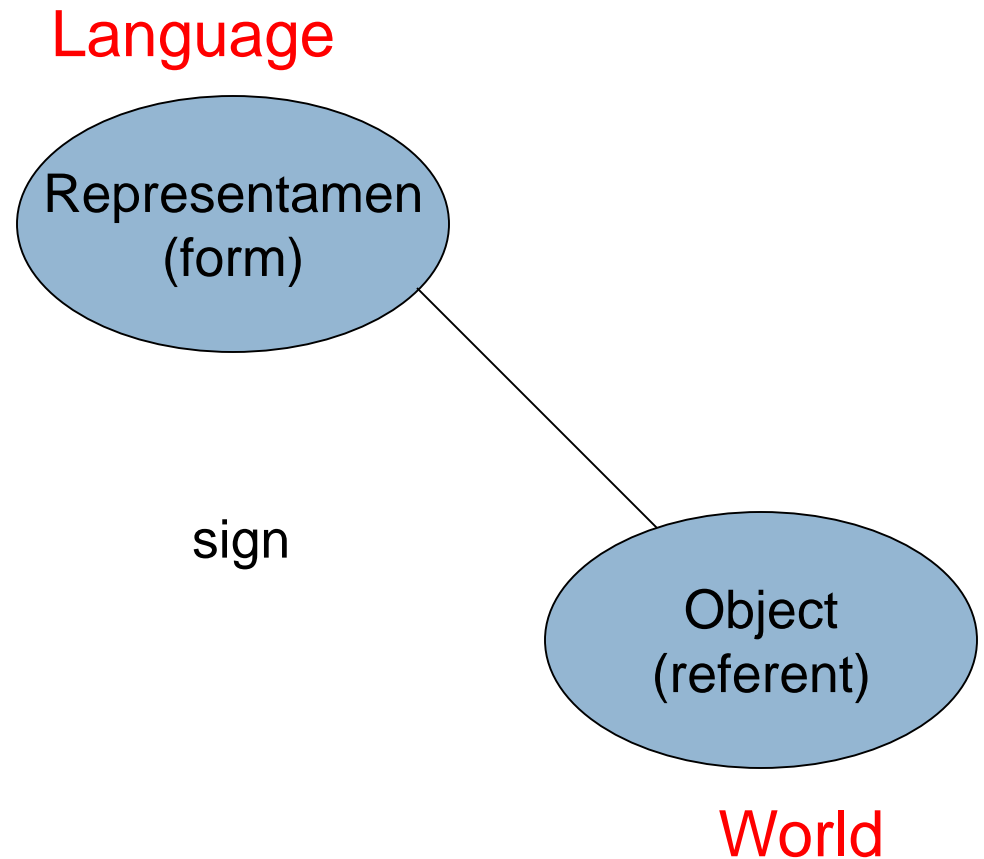 Language
Representamen
(form)
sign
Object
(referent)
World